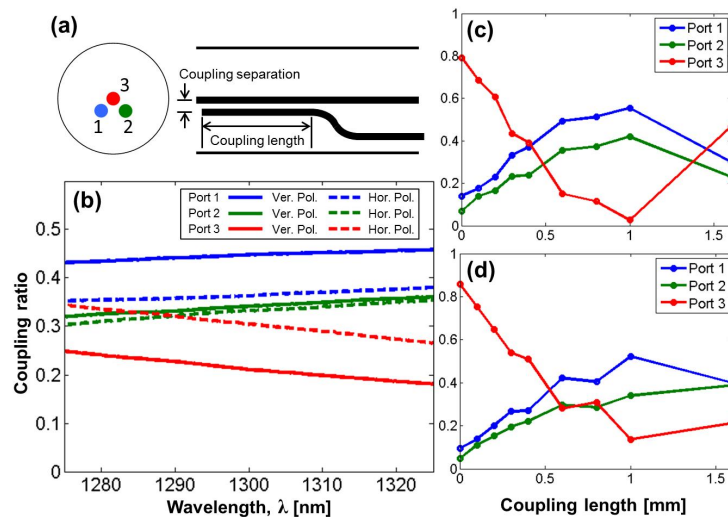 (a)
3
1
2
Coupling separation
Coupling length
(b)
Port 1 Ver. Pol. Hor. Pol.
Port 2 Ver. Pol. Hor. Pol.
Port 3 Ver. Pol. Hor. Pol.
0.5
0.4
0.3
0.2
0.1
0
Coupling ratio
1280 1290 1300 1310 1320
Wavelength, λ [nm]
(c)
Port 1
Port 2
Port 3
1
0.8
0.6
0.4
0.2
0
0 0.5 1 1.5
(d)
Port 1
Port 2
Port 3
1
0.8
0.6
0.4
0.2
0
0 0.5 1 1.5
Coupling length [mm]